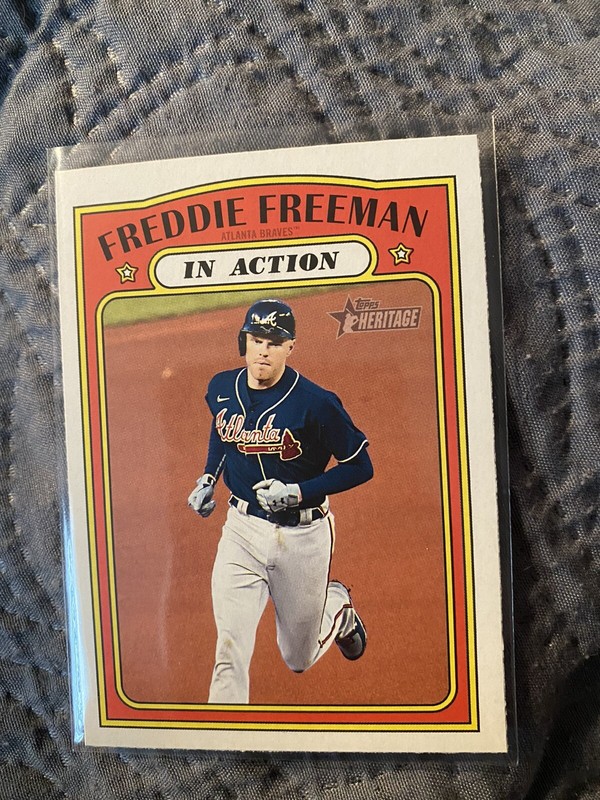 FREDDIE FREEMAN
ATLANTA BRAVES™
IN ACTION
topps
HERITAGE
A
Atlanta